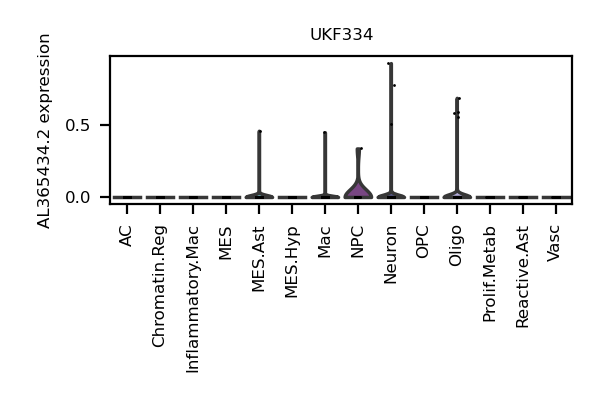 UKF334
AL365434.2 expression
0.5
0.0
AC
Chromatin.Reg
Inflammatory.Mac
MES
MES.Ast
MES.Hyp
Mac
NPC
Neuron
OPC
Oligo
Prolif.Metab
Reactive.Ast
Vasc